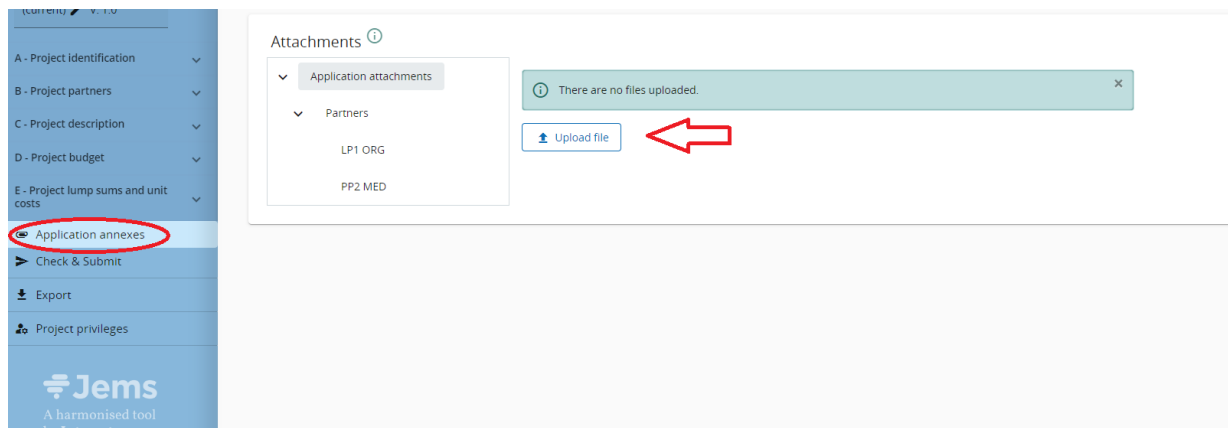 (current) V. 1.0
A - Project identification
B - Project partners
C - Project description
D - Project budget
E - Project lump sums and unit
costs
Application annexes
Check & Submit
Export
Project privileges
Jems
A harmonised tool
Attachments
Application attachments
Partners
LP1 ORG
PP2 MED
There are no files uploaded.
Upload file